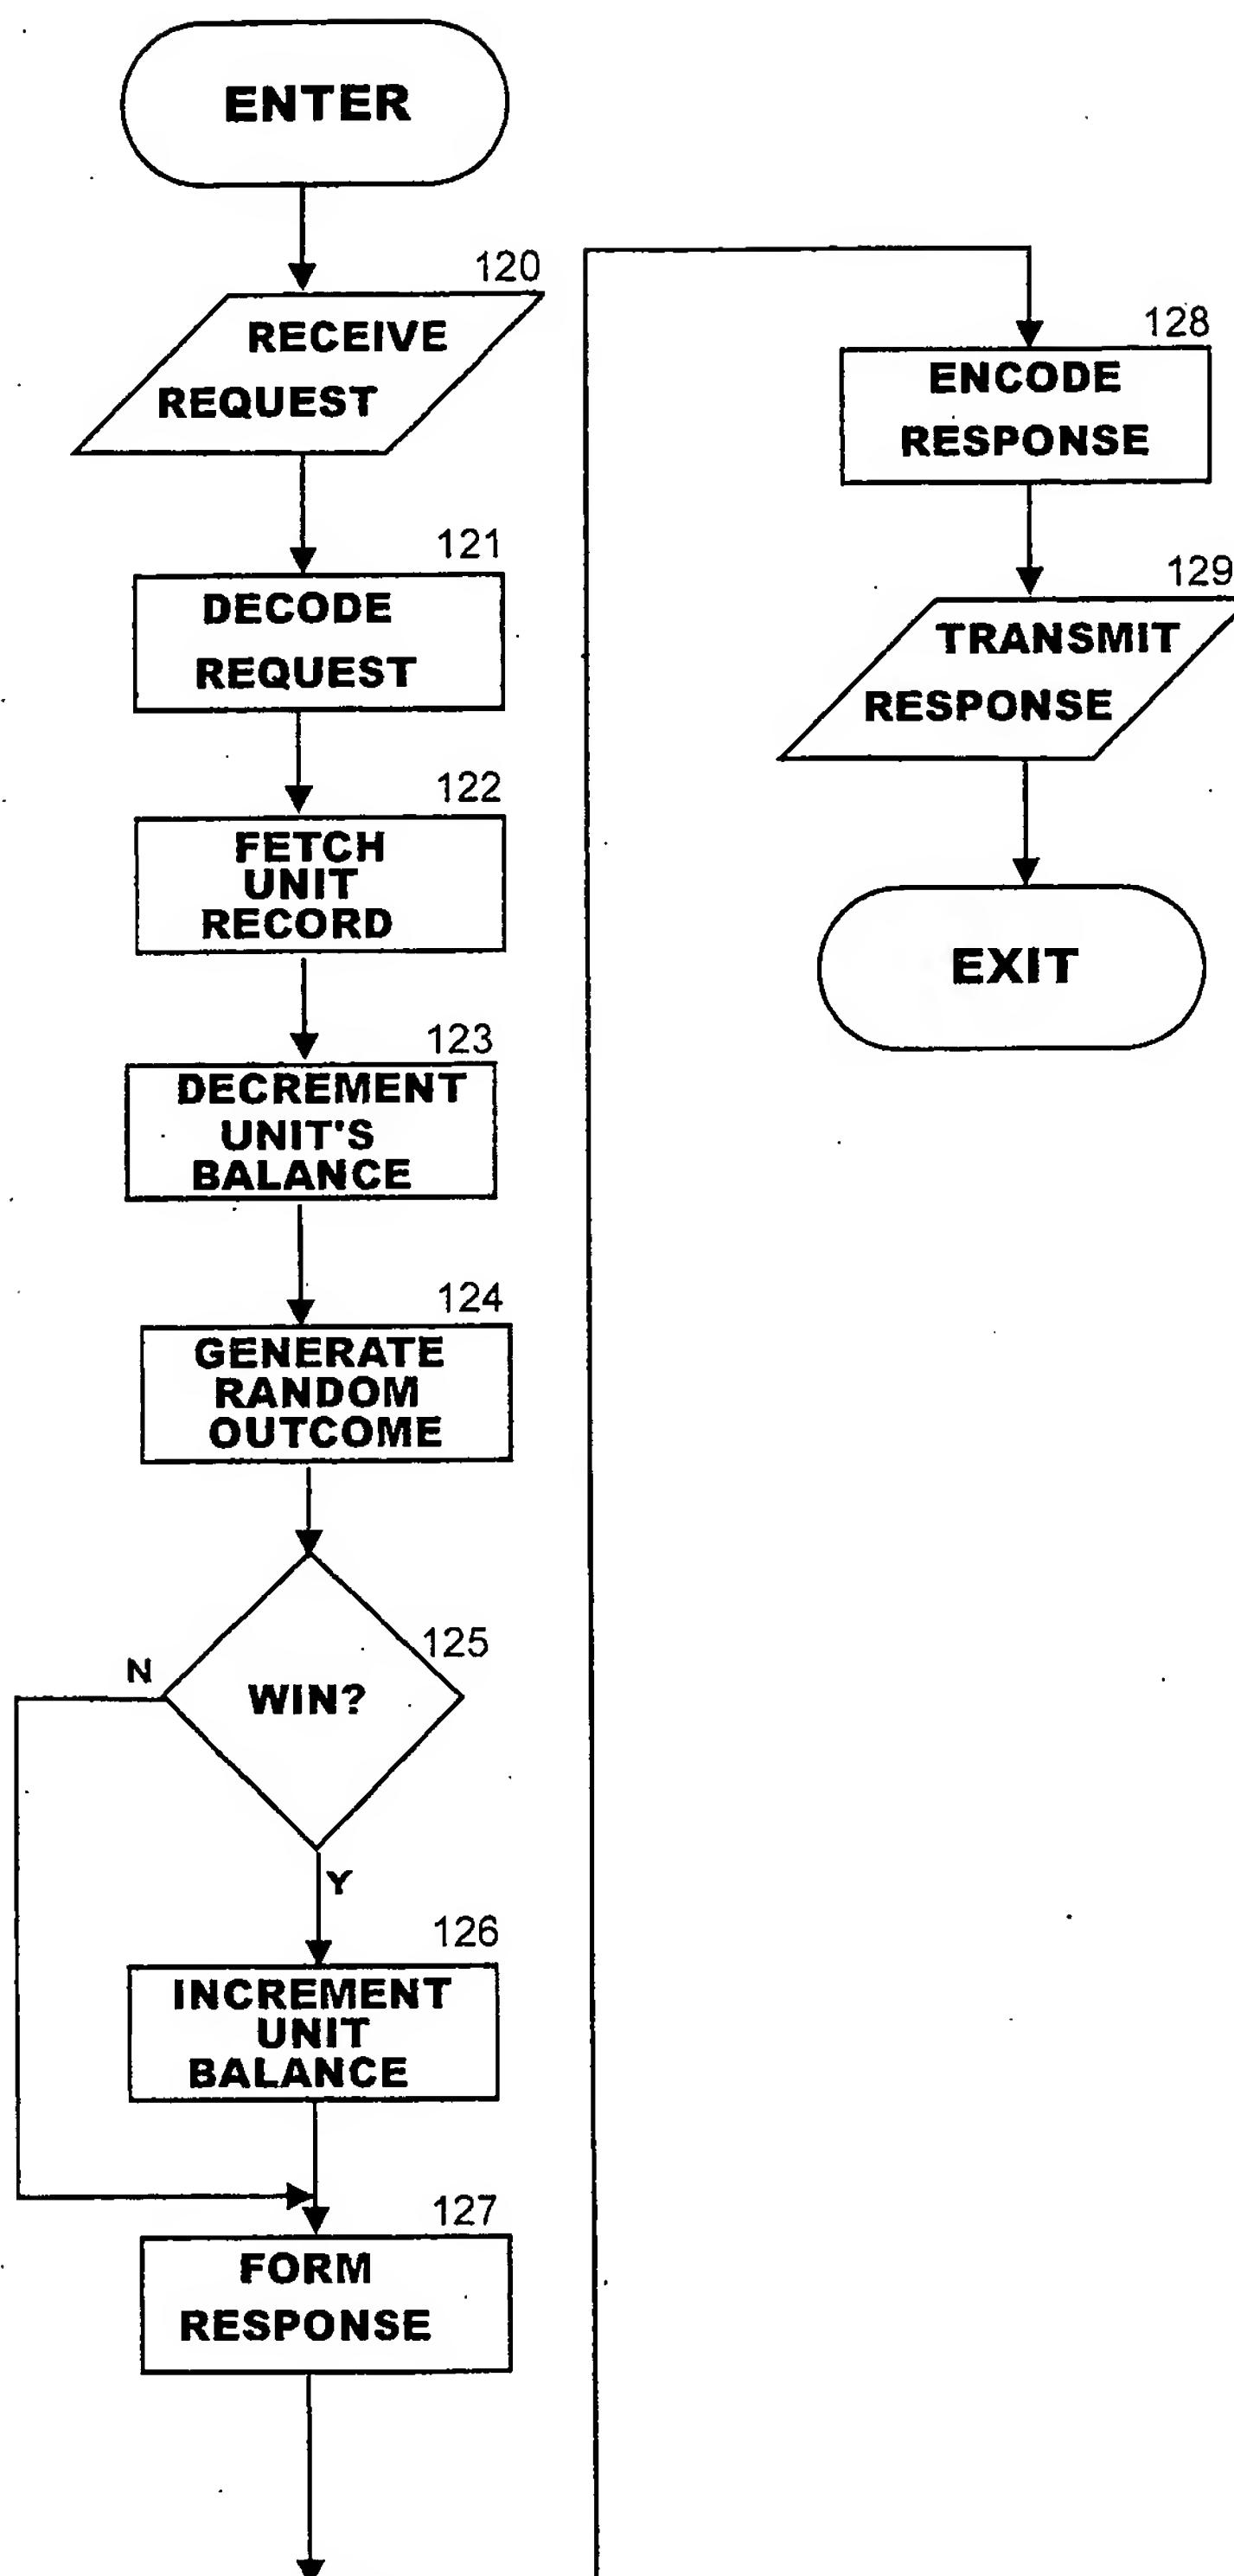 ENTER
120
RECEIVE
REQUEST
121
DECODE
REQUEST
122
FETCH
UNIT
RECORD
123
DECREMENT
UNIT'S
BALANCE
124
GENERATE
RANDOM
OUTCOME
125
N
WIN?
Y
126
INCREMENT
UNIT
BALANCE
127
FORM
RESPONSE
128
ENCODE
RESPONSE
129
TRANSMIT
RESPONSE
EXIT